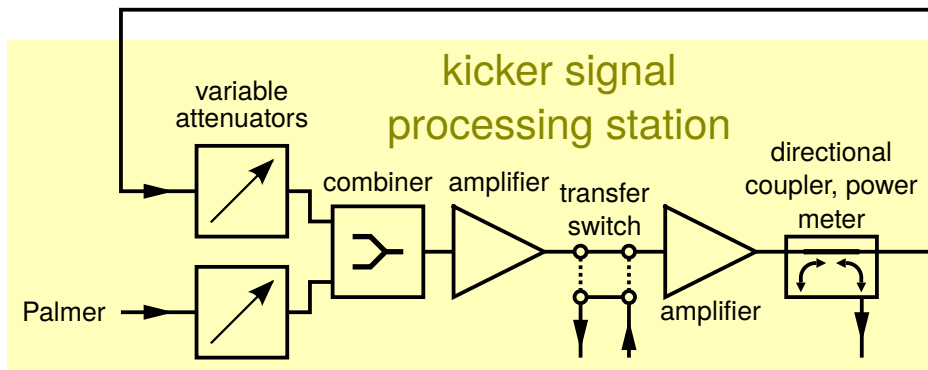 kicker signal
processing station
variable
attenuators
combiner
amplifier
transfer
switch
directional
coupler, power
meter
Palmer
amplifier